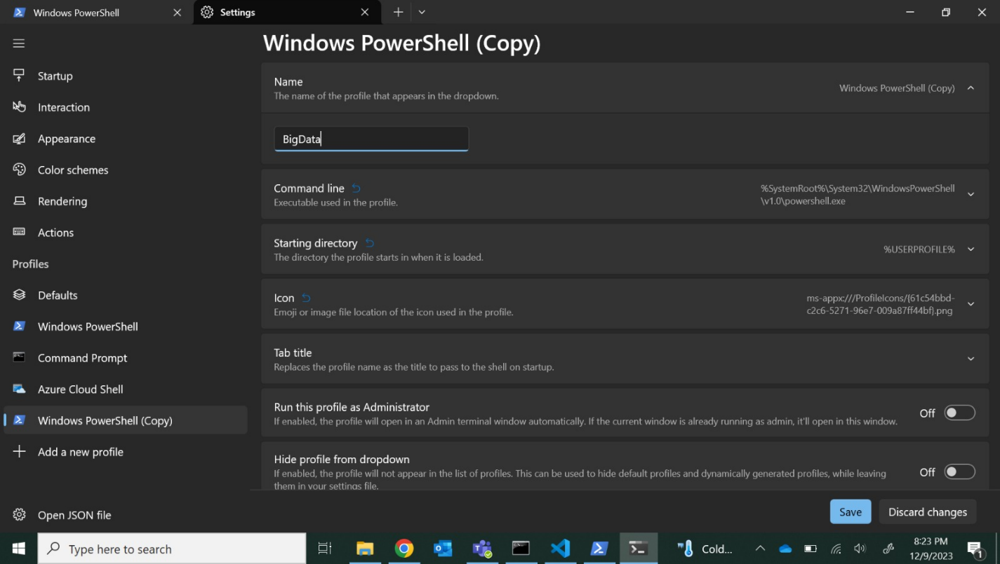 Windows PowerShell
Settings
Windows PowerShell (Copy)
Startup
Interaction
Appearance
Color schemes
Rendering
Actions
Profiles
Defaults
Windows PowerShell
Command Prompt
Azure Cloud Shell
Windows PowerShell (Copy)
Add a new profile
Open JSON file
Name
The name of the profile that appears in the dropdown.
Windows PowerShell (Copy)
BigData
Command line
Executable used in the profile.
%SystemRoot%\System32\WindowsPowerShell
\v1.0\powershell.exe
Starting directory
The directory the profile starts in when it is loaded.
%USERPROFILE%
Icon
Emoji or image file location of the icon used in the profile.
ms-appx:///ProfileIcons/{61c54bbd-
c2c6-5271-96e7-009a87ff44bf}.png
Tab title
Replaces the profile name as the title to pass to the shell on startup.
Run this profile as Administrator
If enabled, the profile will open in an Admin terminal window automatically. If the current window is already running as admin, it'll open in this window.
Off
Hide profile from dropdown
If enabled, the profile will not appear in the list of profiles. This can be used to hide default profiles and dynamically generated profiles, while leaving
them in your settings file.
Off
Save
Discard changes
Type here to search
Cold...
8:23 PM
12/9/2023
1